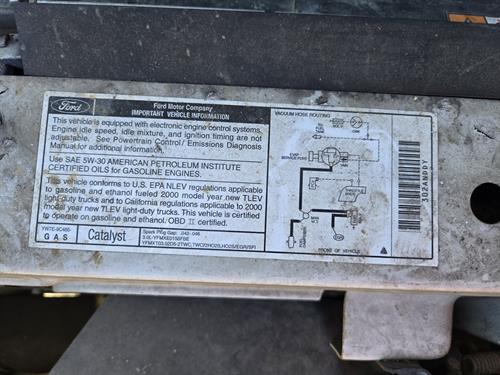 Ford
Ford Motor Company
IMPORTANT VEHICLE INFORMATION
This vehicle is equipped with electronic engine control systems.
Engine idle speed, idle mixture, and ignition timing are not
adjustable. See Powertrain Control/Emissions Diagnosis
Manual for additional information.
Use SAE 5W-30 AMERICAN PETROLEUM INSTITUTE
CERTIFIED OILS for GASOLINE ENGINES.
This vehicle conforms to U.S. EPA NLEV regulations applicable
to gasoline and ethanol fueled 2000 model year new TLEV
light-duty trucks and to California regulations applicable to 2000
model year new TLEV light-duty trucks. This vehicle is certified
to operate on gasoline and ethanol. OBD II certified.
GAS
Catalyst
Spark Plug Gap: .042-.046
VACUUM HOSE ROUTING
FRONT OF VEHICLE